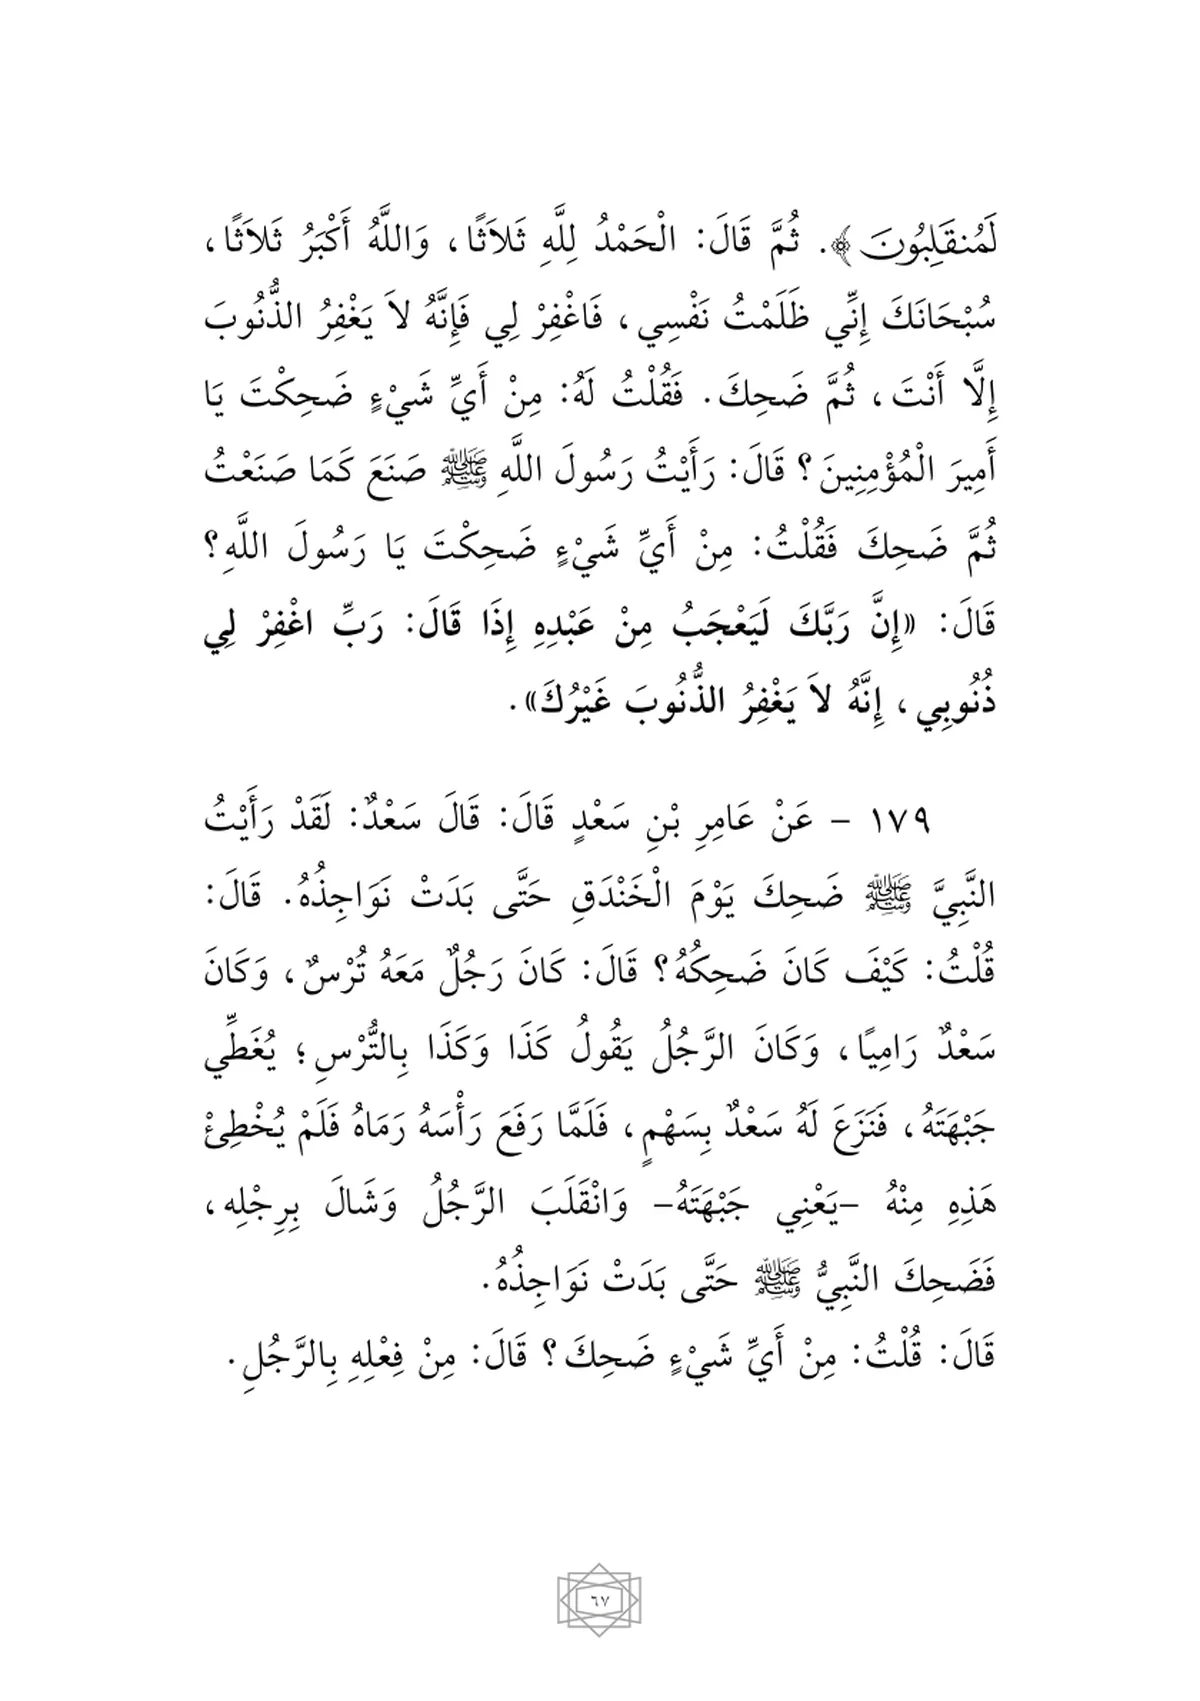 لَمُنقَلِبُونَ﴾. ثُمَّ قَالَ: الْحَمْدُ لِلَّهِ ثَلاَثًا، وَاللَّهُ أَكْبَرُ ثَلاَثًا،
سُبْحَانَكَ إِنِّي ظَلَمْتُ نَفْسِي، فَاغْفِرْ لِي فَإِنَّهُ لاَ يَغْفِرُ الذُّنُوبَ
إِلَّا أَنْتَ، ثُمَّ ضَحِكَ. فَقُلْتُ لَهُ: مِنْ أَيِّ شَيْءٍ ضَحِكْتَ يَا
أَمِيرَ الْمُؤْمِنِينَ؟ قَالَ: رَأَيْتُ رَسُولَ اللَّهِ ﷺ صَنَعَ كَمَا صَنَعْتُ
ثُمَّ ضَحِكَ فَقُلْتُ: مِنْ أَيِّ شَيْءٍ ضَحِكْتَ يَا رَسُولَ اللَّهِ؟
قَالَ: «إِنَّ رَبَّكَ لَيَعْجَبُ مِنْ عَبْدِهِ إِذَا قَالَ: رَبِّ اغْفِرْ لِي
ذُنُوبِي، إِنَّهُ لاَ يَغْفِرُ الذُّنُوبَ غَيْرُكَ».
١٧٩ – عَنْ عَامِرِ بْنِ سَعْدٍ قَالَ: قَالَ سَعْدٌ: لَقَدْ رَأَيْتُ
النَّبِيَّ ﷺ ضَحِكَ يَوْمَ الْخَنْدَقِ حَتَّى بَدَتْ نَوَاجِذُهُ. قَالَ:
قُلْتُ: كَيْفَ كَانَ ضَحِكُهُ؟ قَالَ: كَانَ رَجُلٌ مَعَهُ تُرْسٌ، وَكَانَ
سَعْدٌ رَامِيًا، وَكَانَ الرَّجُلُ يَقُولُ كَذَا وَكَذَا بِالتُّرْسِ؛ يُغَطِّي
جَبْهَتَهُ، فَنَزَعَ لَهُ سَعْدٌ بِسَهْمٍ، فَلَمَّا رَفَعَ رَأْسَهُ رَمَاهُ فَلَمْ يُخْطِئْ
هَذِهِ مِنْهُ –يَعْنِي جَبْهَتَهُ– وَانْقَلَبَ الرَّجُلُ وَشَالَ بِرِجْلِه،
فَضَحِكَ النَّبِيُّ ﷺ حَتَّى بَدَتْ نَوَاجِذُهُ.
قَالَ: قُلْتُ: مِنْ أَيِّ شَيْءٍ ضَحِكَ؟ قَالَ: مِنْ فِعْلِهِ بِالرَّجُلِ.
٦٧